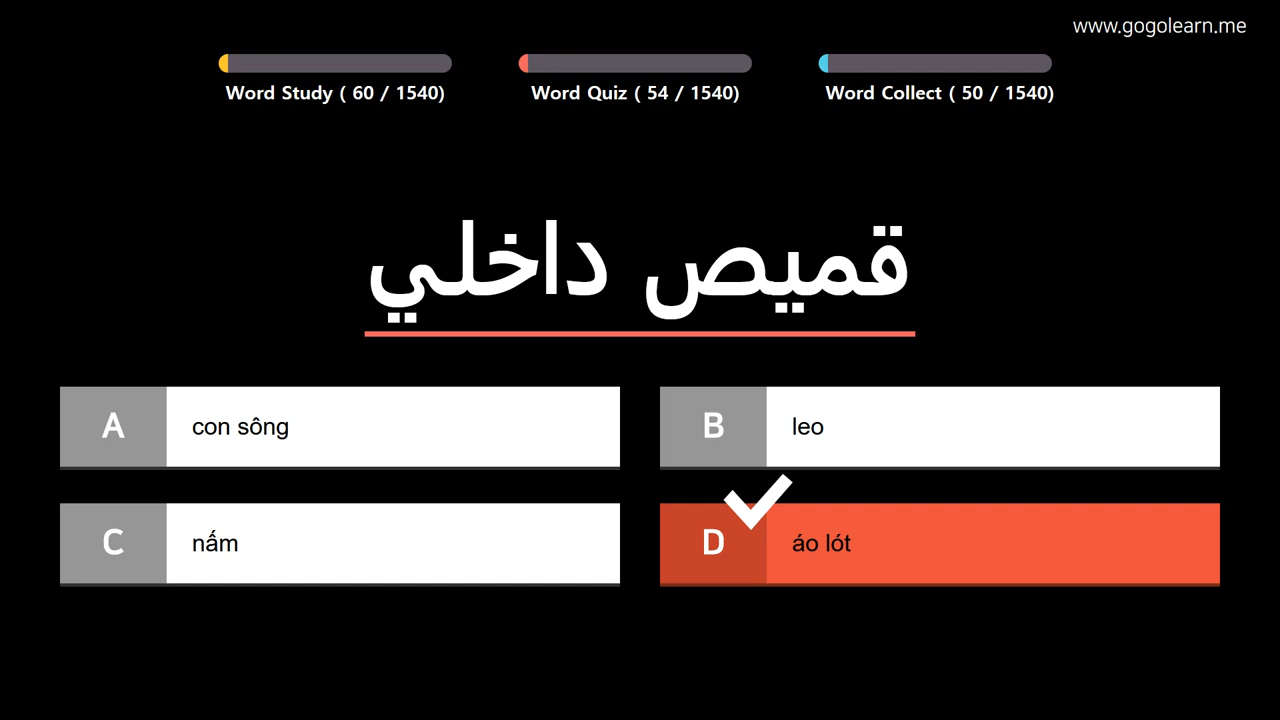 www.gogolearn.me
Word Study ( 60 / 1540)
Word Quiz ( 54 / 1540)
Word Collect ( 50 / 1540)
قميص داخلي
A con sông
B leo
C nấm
D áo lót